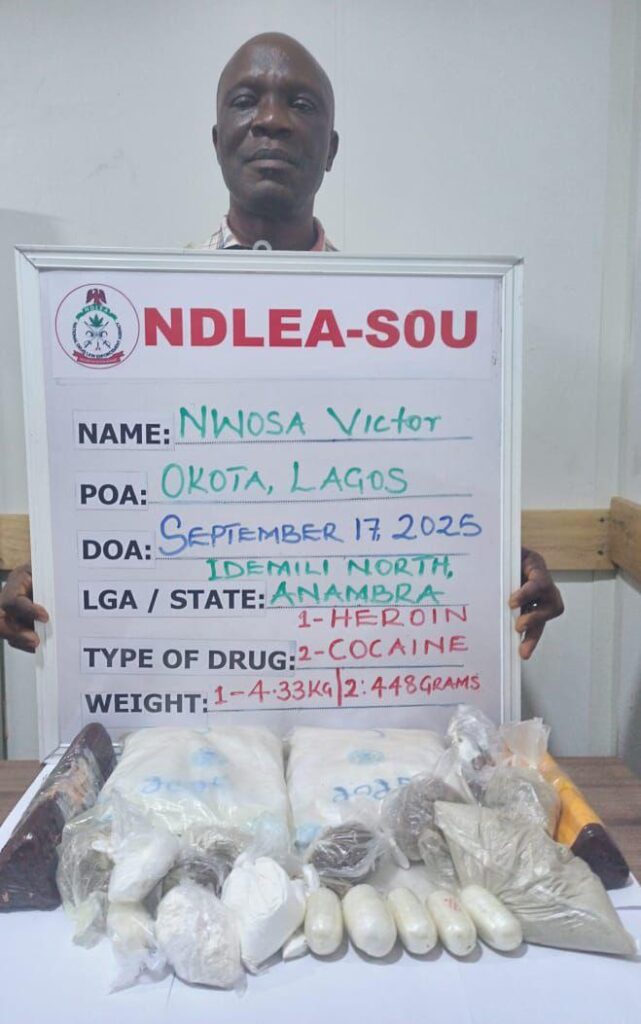 NDLEA-SOU
NAME: NWOSA Victor
POA: OKOTA, LAGOS
DOA: SEPTEMBER 17, 2025
IDEMILI NORTH,
LGA / STATE: ANAMBRA
1-HEROIN
TYPE OF DRUG: 2-COCAINE
WEIGHT: 1-4.33KG | 2:448GRAMS